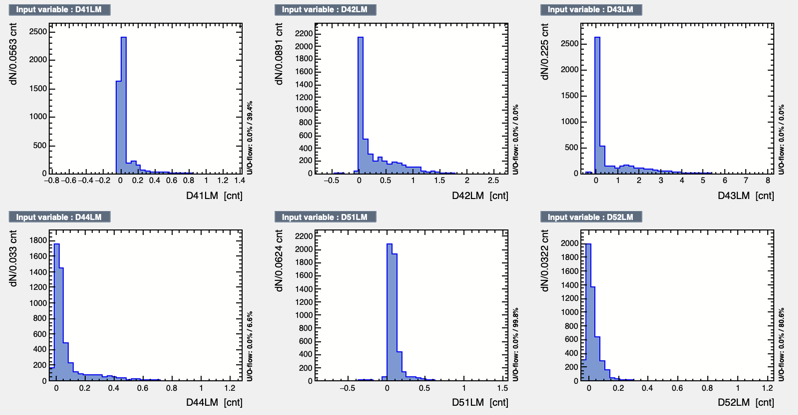 Input variable : D41LM
Input variable : D42LM
Input variable : D43LM
dN/0.0563 cnt
2500
2000
1500
1000
500
0
−0.8 −0.6 −0.4 −0.2 0 0.2 0.4 0.6 0.8 1 1.2 1.4
D41LM [cnt]
U/O-flow: 0.0% / 39.4%
dN/0.0891 cnt
2200
2000
1800
1600
1400
1200
1000
800
600
400
200
0
−0.5 0 0.5 1 1.5 2 2.5
D42LM [cnt]
U/O-flow: 0.0% / 0.0%
dN/0.225 cnt
2500
2000
1500
1000
500
0
0 1 2 3 4 5 6 7 8
D43LM [cnt]
U/O-flow: 0.0% / 0.0%
Input variable : D44LM
Input variable : D51LM
Input variable : D52LM
dN/0.033 cnt
1800
1600
1400
1200
1000
800
600
400
200
0
0 0.2 0.4 0.6 0.8 1 1.2
D44LM [cnt]
U/O-flow: 0.0% / 6.6%
dN/0.0624 cnt
2200
2000
1800
1600
1400
1200
1000
800
600
400
200
0
−0.5 0 0.5 1 1.5
D51LM [cnt]
U/O-flow: 0.0% / 99.8%
dN/0.0322 cnt
2000
1800
1600
1400
1200
1000
800
600
400
200
0
0 0.2 0.4 0.6 0.8 1 1.2
D52LM [cnt]
U/O-flow: 0.0% / 80.6%